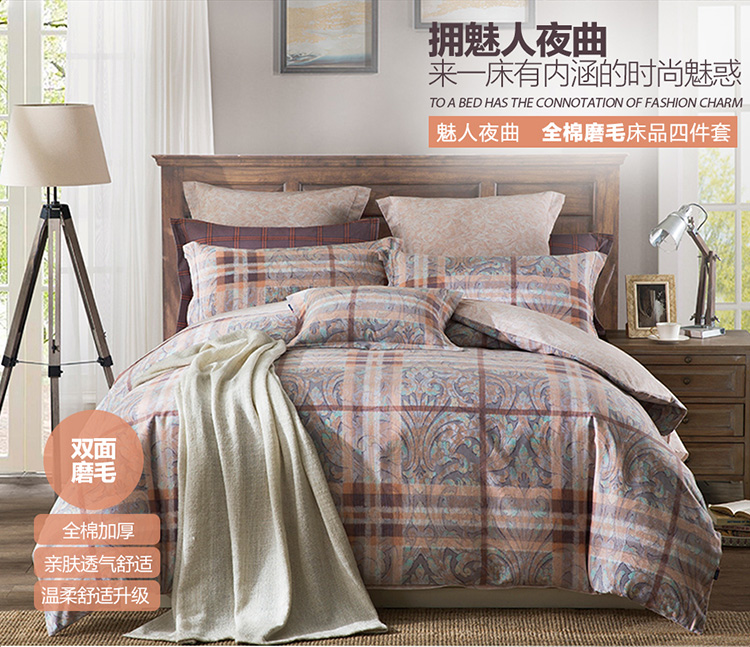 拥魅人夜曲
来一床有内涵的时尚魅惑
TO A BED HAS THE CONNOTATION OF FASHION CHARM
魅人夜曲 全棉磨毛床品四件套
双面
磨毛
全棉加厚
亲肤透气舒适
温柔舒适升级